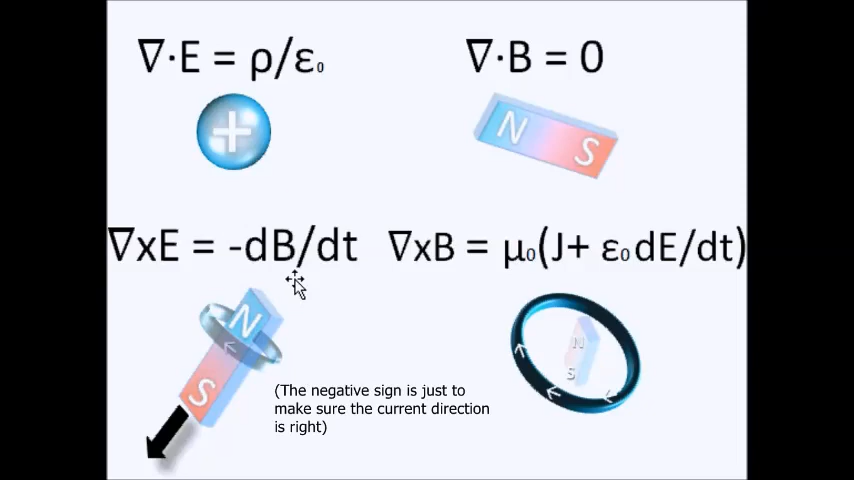 ∇·E = ρ/ε₀
∇·B = 0
+
N
S
∇xE = -dB/dt
∇xB = μ₀(J+ ε₀dE/dt)
N
S
N
S
(The negative sign is just to
make sure the current direction
is right)